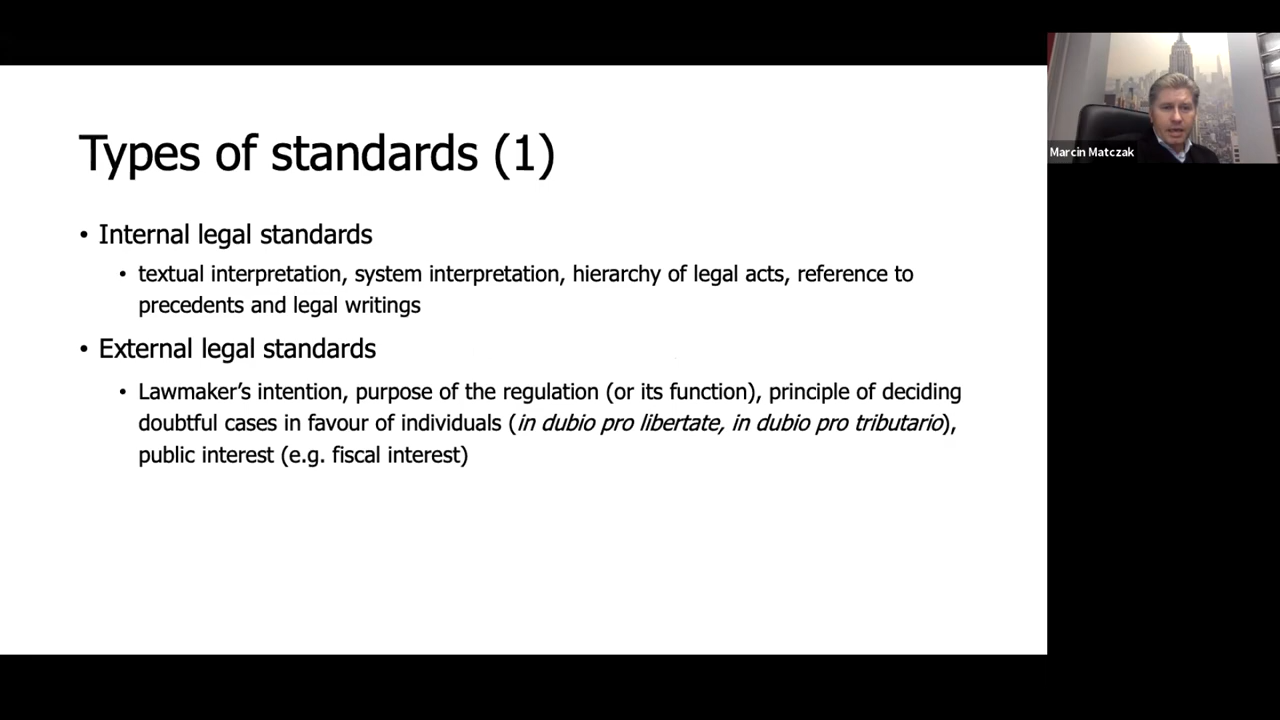 Types of standards (1)
• Internal legal standards
• textual interpretation, system interpretation, hierarchy of legal acts, reference to
precedents and legal writings
• External legal standards
• Lawmaker’s intention, purpose of the regulation (or its function), principle of deciding
doubtful cases in favour of individuals (in dubio pro libertate, in dubio pro tributario),
public interest (e.g. fiscal interest)
Marcin Matczak